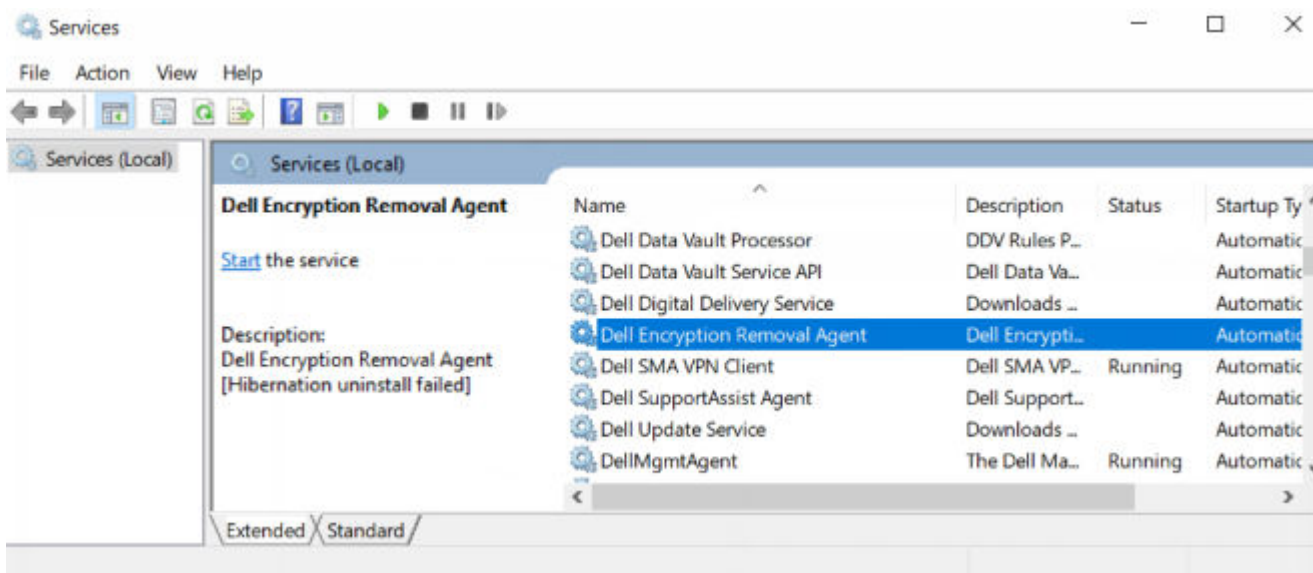 Services
File Action View Help
Services (Local)
Services (Local)
Dell Encryption Removal Agent
Start the service
Description:
Dell Encryption Removal Agent
[Hibernation uninstall failed]
Name Description Status Startup Ty
Dell Data Vault Processor DDV Rules P... Automatic
Dell Data Vault Service API Dell Data Va... Automatic
Dell Digital Delivery Service Downloads ... Automatic
Dell Encryption Removal Agent Dell Encrypti... Automatic
Dell SMA VPN Client Dell SMA VP... Running Automatic
Dell SupportAssist Agent Dell Support... Automatic
Dell Update Service Downloads ... Automatic
DellMgmtAgent The Dell Ma... Running Automatic
Extended Standard